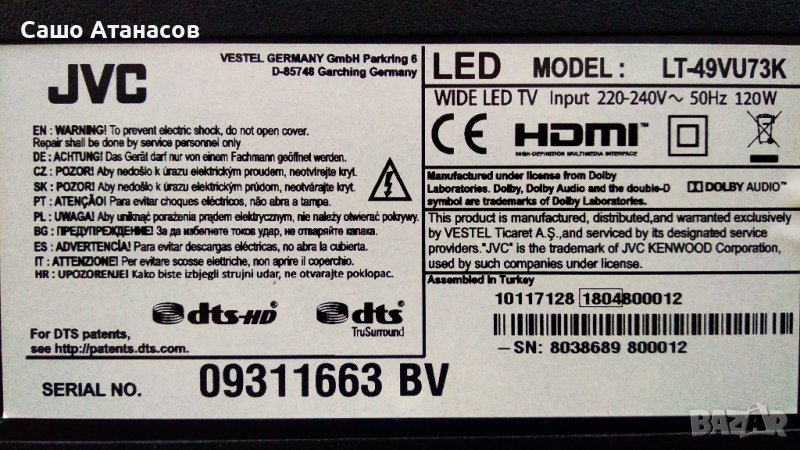 Сашо Атанасов
JVC
VESTEL GERMANY GmbH Parkring 6
D-85748 Garching Germany
EN : WARNING! To prevent electric shock, do not open cover.
Repair shall be done by service personnel only
DE : ACHTUNG! Das Gerät darf nur von einem Fachmann geöffnet werden.
CZ : POZOR! Aby nedošlo k úrazu elektrickým proudem, neotvírejte kryt.
SK : POZOR! Aby nedošlo k úrazu elektrickým prúdom, neotvárajte kryt.
PT : ATENÇÃO! Para evitar choques eléctricos, não abra a tampa.
PL : UWAGA! Aby uniknąć porażenia prądem elektrycznym, nie należy otwierać pokrywy.
BG : ПРЕДУПРЕЖДЕНИЕ! За да избегнете токов удар, не отваряйте капака.
ES : ADVERTENCIA! Para evitar descargas eléctricas, no abra la cubierta.
IT : ATTENZIONE! Per evitare scosse elettriche, non aprire il coperchio.
HR : UPOZORENJE! Kako biste izbjegli strujni udar, ne otvarajte poklopac.
dts-HD
dts
TruSurround
For DTS patents,
see http://patents.dts.com.
SERIAL NO. 09311663 BV
LED MODEL : LT-49VU73K
WIDE LED TV Input 220-240V~ 50Hz 120W
CE HDMI™
HIGH-DEFINITION MULTIMEDIA INTERFACE
Manufactured under license from Dolby
Laboratories. Dolby, Dolby Audio and the double-D
symbol are trademarks of Dolby Laboratories.
DOLBY AUDIO™
This product is manufactured, distributed,and warranted exclusively
by VESTEL Ticaret A.Ş.,and serviced by its designated service
providers."JVC" is the trademark of JVC KENWOOD Corporation,
used by such companies under license.
Assembled in Turkey
10117128 1804800012
–SN: 8038689 800012
BAZAR